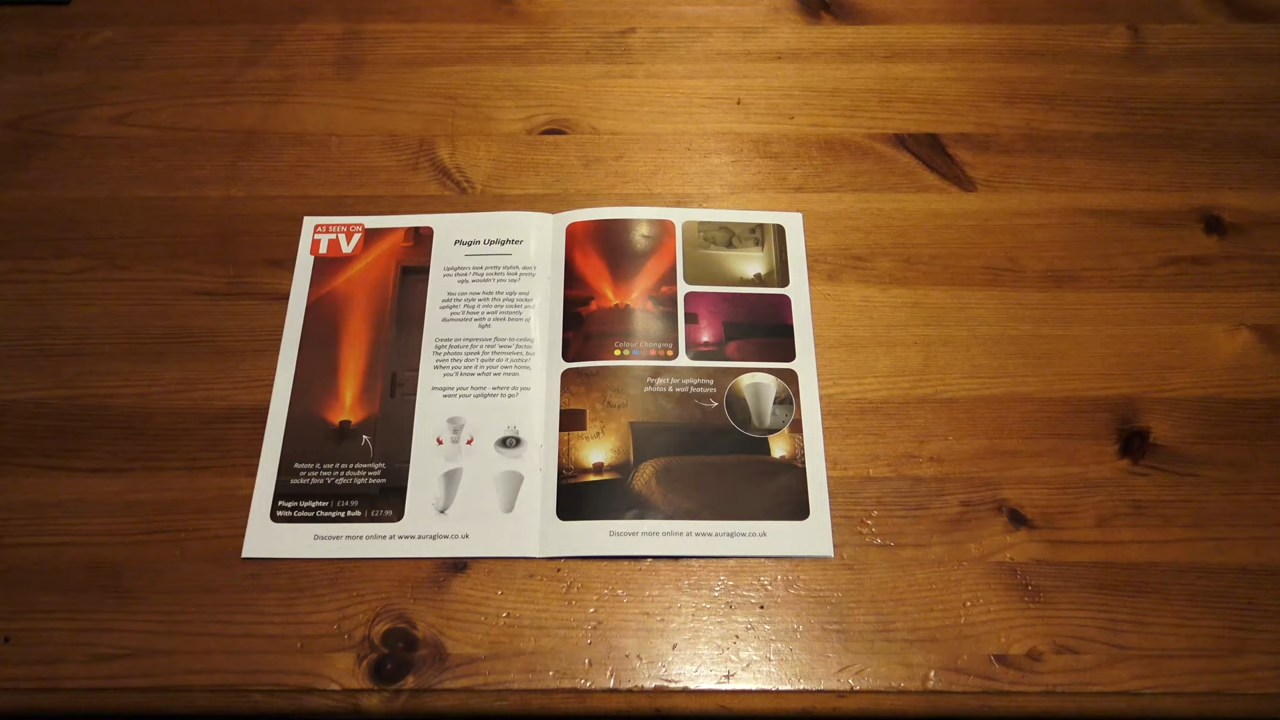 AS SEEN ON
TV
Rotate it, use it as a downlight,
or use two in a double wall
socket fora 'V' effect light beam
Plugin Uplighter | £14.99
With Colour Changing Bulb | £27.99
Plugin Uplighter
Uplighters look pretty stylish, don't
you think? Plug sockets look pretty
ugly, wouldn't you say?
You can now hide the ugly and
add the style with this plug socket
uplight! Plug it into any socket and
you'll have a wall instantly
illuminated with a sleek beam of
light.
Create an impressive floor-to-ceiling
light feature for a real 'wow' factor.
The photos speak for themselves, but
even they don't quite do it justice!
When you see it in your own home,
you'll know what we mean.
Imagine your home - where do you
want your uplighter to go?
Discover more online at www.auraglow.co.uk
Colour Changing
Perfect for uplighting
photos & wall features
Discover more online at www.auraglow.co.uk